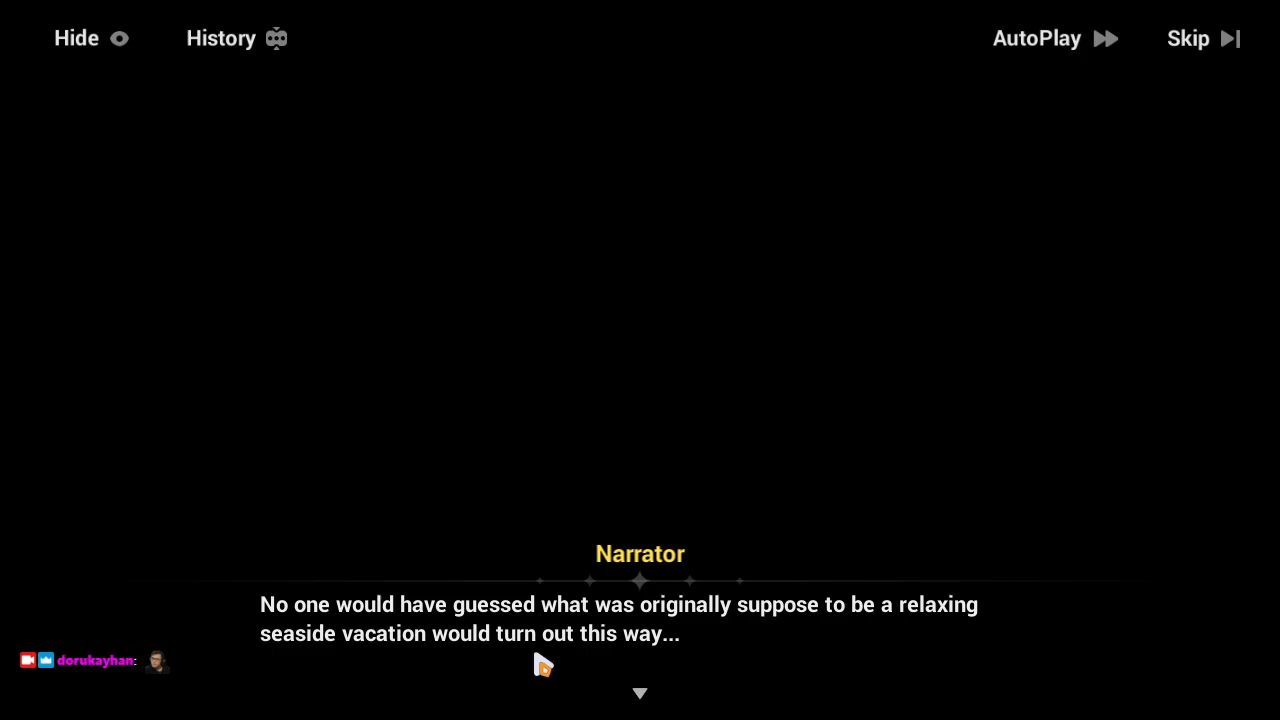 Hide
History
AutoPlay
Skip
Narrator
No one would have guessed what was originally suppose to be a relaxing
seaside vacation would turn out this way...
dorukayhan: